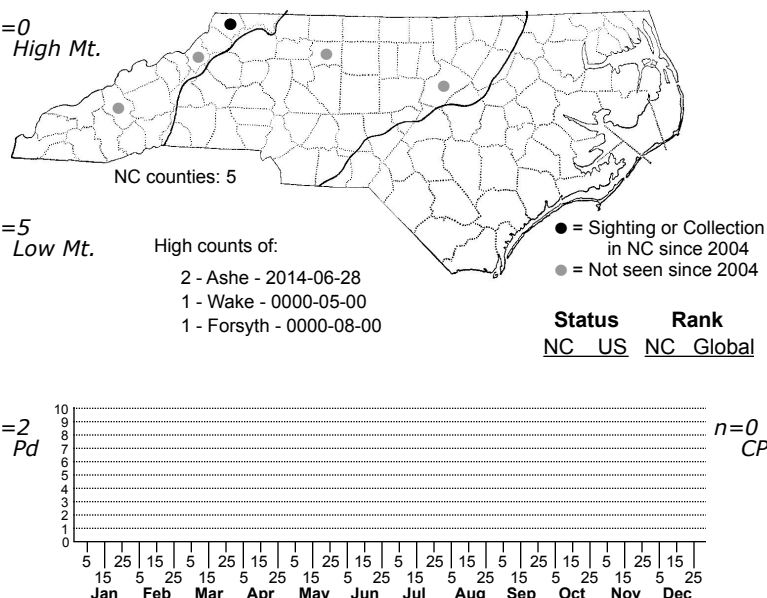 =0
High Mt.
NC counties: 5
=5
Low Mt.
High counts of:
2 - Ashe - 2014-06-28
1 - Wake - 0000-05-00
1 - Forsyth - 0000-08-00
● = Sighting or Collection
in NC since 2004
● = Not seen since 2004
Status Rank
NC US NC Global
=2
Pd
n=0
CP
10
9
8
7
6
5
4
3
2
1
0
5 25 15 5 25 15 5 25 15 5 25 15 5 25 15 5 25 15
15 5 25 15 5 25 15 5 25 15 5 25 15 5 25 15 5 25
Jan Feb Mar Apr May Jun Jul Aug Sep Oct Nov Dec